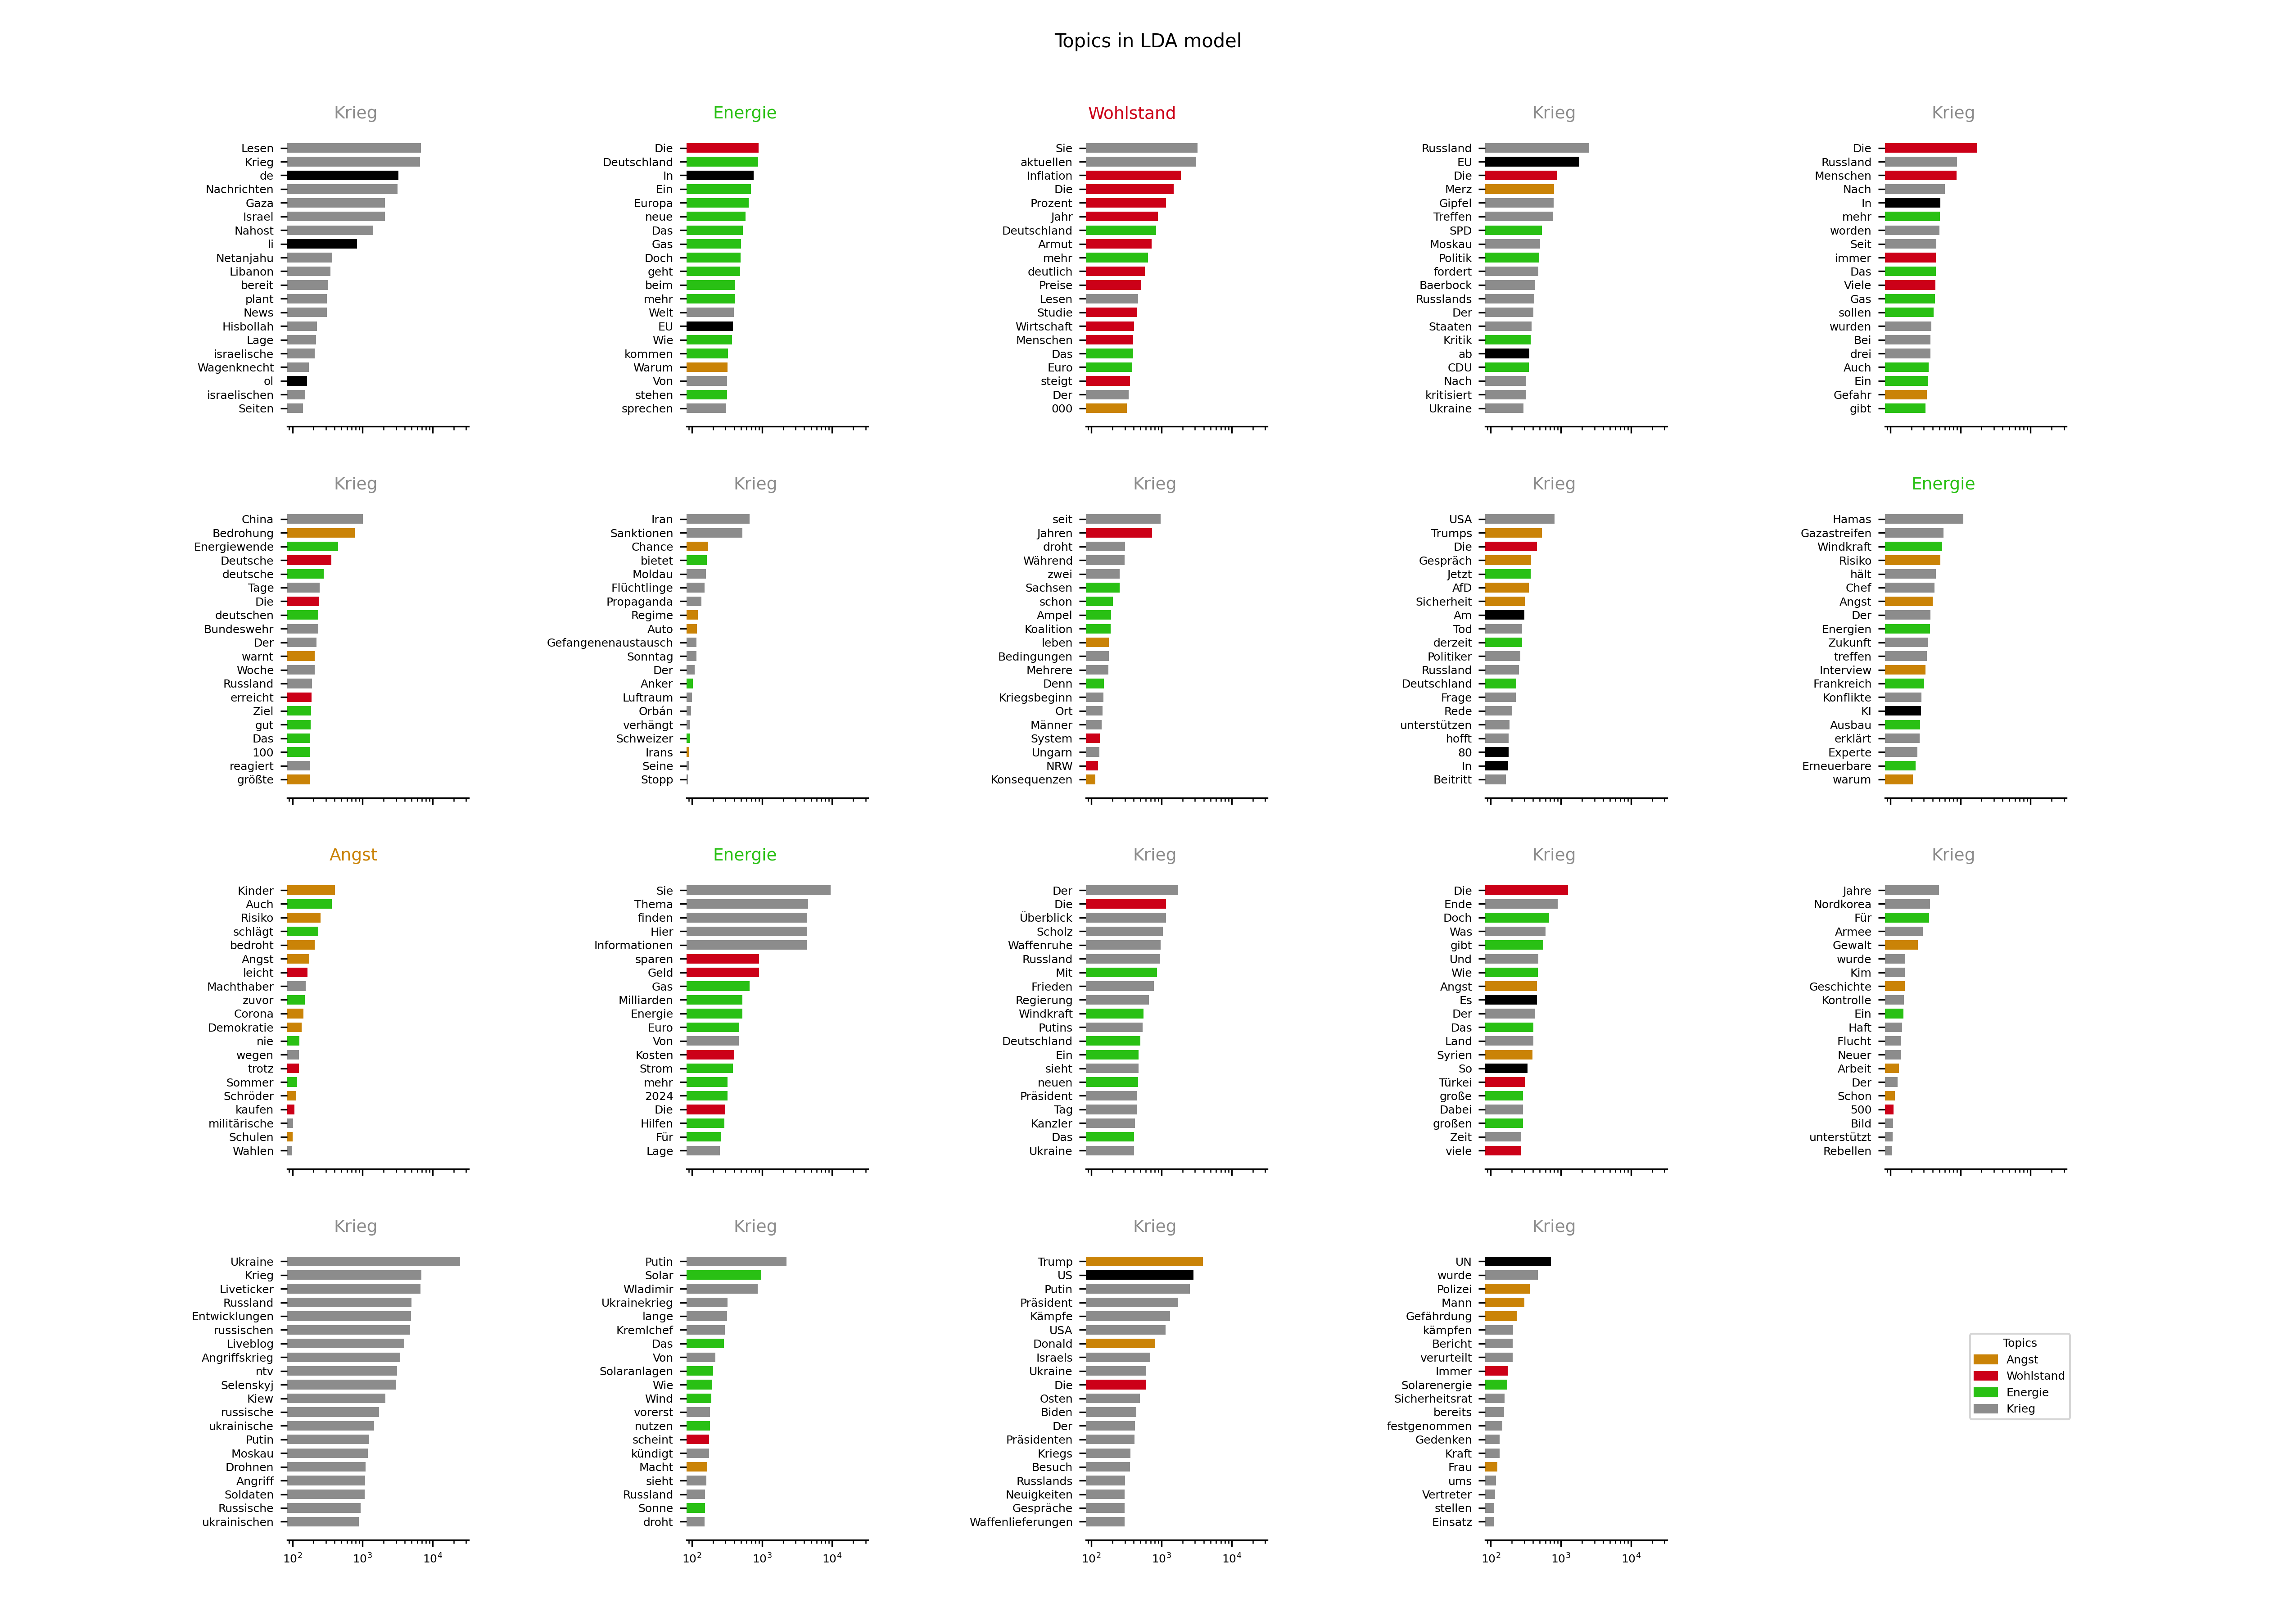 Topics in LDA model
Krieg
Lesen
Krieg
de
Nachrichten
Gaza
Israel
Nahost
li
Netanjahu
Libanon
bereit
plant
News
Hisbollah
Lage
israelische
Wagenknecht
ol
israelischen
Seiten
Energie
Die
Deutschland
In
Ein
Europa
neue
Das
Gas
Doch
geht
beim
mehr
Welt
EU
Wie
kommen
Warum
Von
stehen
sprechen
Wohlstand
Sie
aktuellen
Inflation
Die
Prozent
Jahr
Deutschland
Armut
mehr
deutlich
Preise
Lesen
Studie
Wirtschaft
Menschen
Das
Euro
steigt
Der
000
Krieg
Russland
EU
Die
Merz
Gipfel
Treffen
SPD
Moskau
Politik
fordert
Baerbock
Russlands
Der
Staaten
Kritik
ab
CDU
Nach
kritisiert
Ukraine
Krieg
Die
Russland
Menschen
Nach
In
mehr
worden
Seit
immer
Das
Viele
Gas
sollen
wurden
Bei
drei
Auch
Ein
Gefahr
gibt
Krieg
China
Bedrohung
Energiewende
Deutsche
deutsche
Tage
Die
deutschen
Bundeswehr
Der
warnt
Woche
Russland
erreicht
Ziel
gut
Das
100
reagiert
größte
Krieg
Iran
Sanktionen
Chance
bietet
Moldau
Flüchtlinge
Propaganda
Regime
Auto
Gefangenenaustausch
Sonntag
Der
Anker
Luftraum
Orbán
verhängt
Schweizer
Irans
Seine
Stopp
Krieg
seit
Jahren
droht
Während
zwei
Sachsen
schon
Ampel
Koalition
leben
Bedingungen
Mehrere
Denn
Kriegsbeginn
Ort
Männer
System
Ungarn
NRW
Konsequenzen
Krieg
USA
Trumps
Die
Gespräch
Jetzt
AfD
Sicherheit
Am
Tod
derzeit
Politiker
Russland
Deutschland
Frage
Rede
unterstützen
hofft
80
In
Beitritt
Energie
Hamas
Gazastreifen
Windkraft
Risiko
hält
Chef
Angst
Der
Energien
Zukunft
treffen
Interview
Frankreich
Konflikte
KI
Ausbau
erklärt
Experte
Erneuerbare
warum
Angst
Kinder
Auch
Risiko
schlägt
bedroht
Angst
leicht
Machthaber
zuvor
Corona
Demokratie
nie
wegen
trotz
Sommer
Schröder
kaufen
militärische
Schulen
Wahlen
Energie
Sie
Thema
finden
Hier
Informationen
sparen
Geld
Gas
Milliarden
Energie
Euro
Von
Kosten
Strom
mehr
2024
Die
Hilfen
Für
Lage
Krieg
Der
Die
Überblick
Scholz
Waffenruhe
Russland
Mit
Frieden
Regierung
Windkraft
Putins
Deutschland
Ein
sieht
neuen
Präsident
Tag
Kanzler
Das
Ukraine
Krieg
Die
Ende
Doch
Was
gibt
Und
Wie
Angst
Es
Der
Das
Land
Syrien
So
Türkei
große
Dabei
großen
Zeit
viele
Krieg
Jahre
Nordkorea
Für
Armee
Gewalt
wurde
Kim
Geschichte
Kontrolle
Ein
Haft
Flucht
Neuer
Arbeit
Der
Schon
500
Bild
unterstützt
Rebellen
Krieg
Ukraine
Krieg
Liveticker
Russland
Entwicklungen
russischen
Liveblog
Angriffskrieg
ntv
Selenskyj
Kiew
russische
ukrainische
Putin
Moskau
Drohnen
Angriff
Soldaten
Russische
ukrainischen
10² 10³ 10⁴
Krieg
Putin
Solar
Wladimir
Ukrainekrieg
lange
Kremlchef
Das
Von
Solaranlagen
Wie
Wind
vorerst
nutzen
scheint
kündigt
Macht
sieht
Russland
Sonne
droht
10² 10³ 10⁴
Krieg
Trump
US
Putin
Präsident
Kämpfe
USA
Donald
Israels
Ukraine
Die
Osten
Biden
Der
Präsidenten
Kriegs
Besuch
Russlands
Neuigkeiten
Gespräche
Waffenlieferungen
10² 10³ 10⁴
Krieg
UN
wurde
Polizei
Mann
Gefährdung
kämpfen
Bericht
verurteilt
Immer
Solarenergie
Sicherheitsrat
bereits
festgenommen
Gedenken
Kraft
Frau
ums
Vertreter
stellen
Einsatz
10² 10³ 10⁴
Topics
Angst
Wohlstand
Energie
Krieg